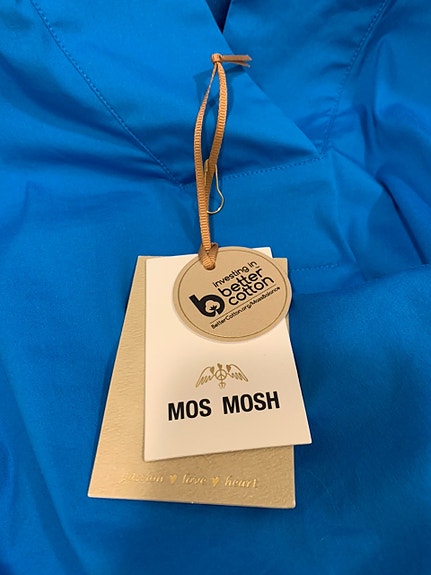 investing in
better
cotton
BetterCotton.org/MassBalance
MOS MOSH
passion love heart